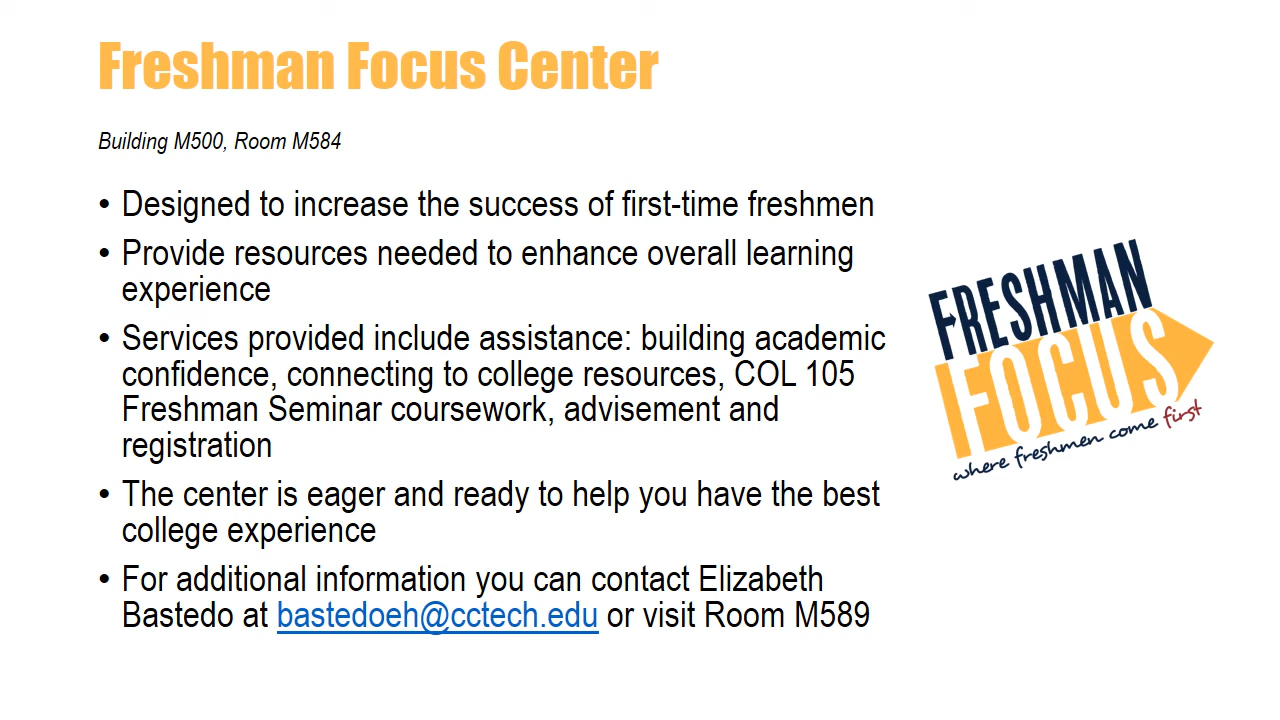 Freshman Focus Center
Building M500, Room M584
• Designed to increase the success of first-time freshmen
• Provide resources needed to enhance overall learning
experience
• Services provided include assistance: building academic
confidence, connecting to college resources, COL 105
Freshman Seminar coursework, advisement and
registration
• The center is eager and ready to help you have the best
college experience
• For additional information you can contact Elizabeth
Bastedo at bastedoeh@cctech.edu or visit Room M589
FRESHMAN
FOCUS
where freshmen come first